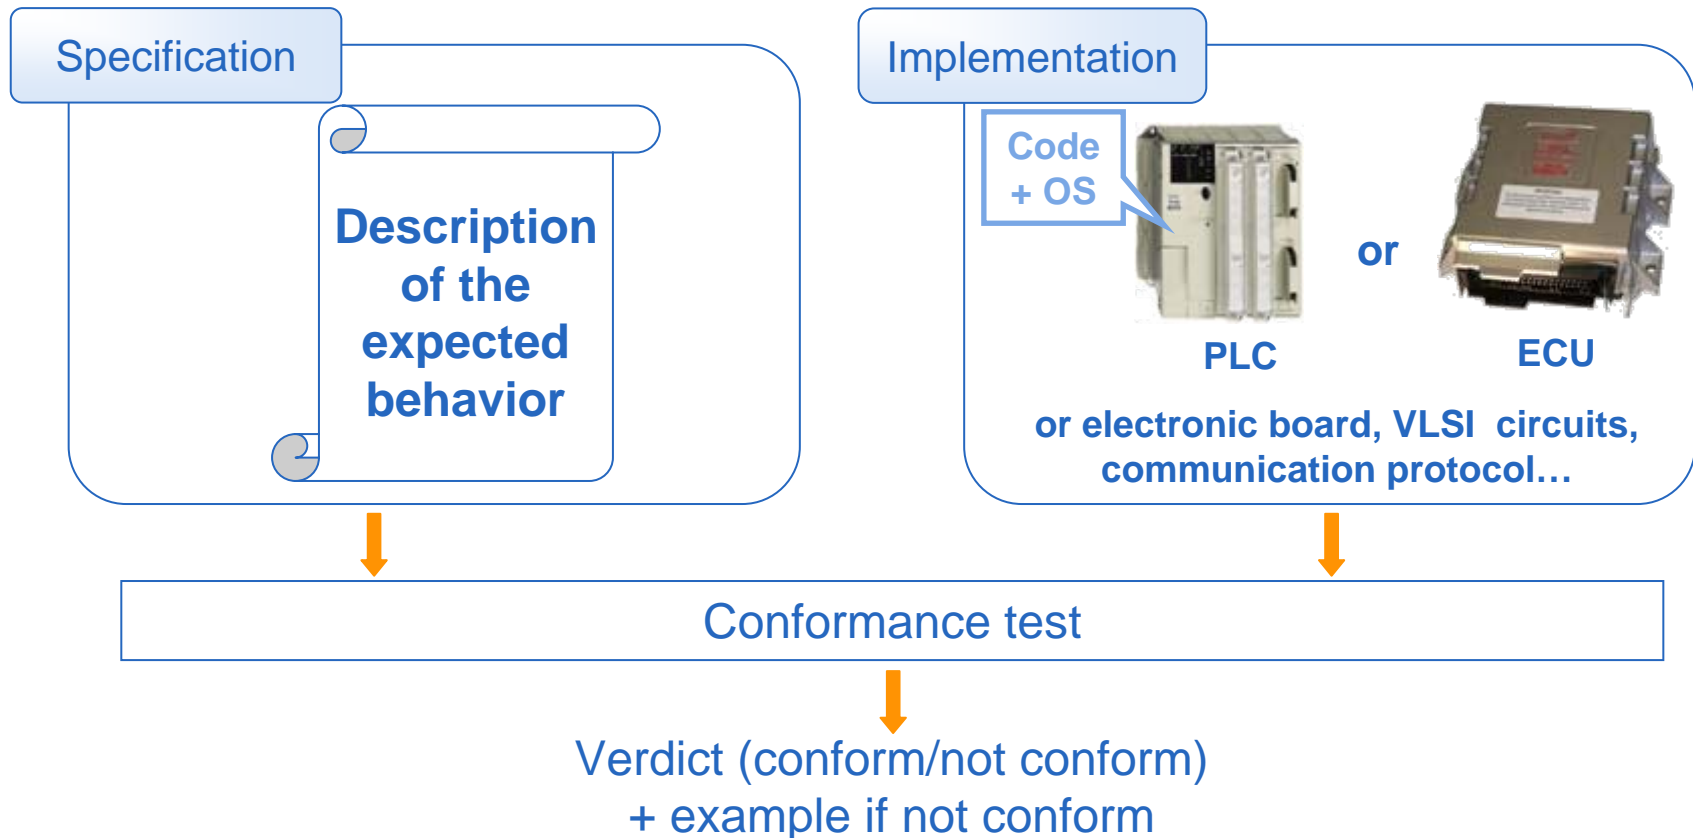 Specification
Description
of the
expected
behavior
Implementation
Code
+ OS
or
PLC
ECU
or electronic board, VLSI circuits,
communication protocol…
Conformance test
Verdict (conform/not conform)
+ example if not conform